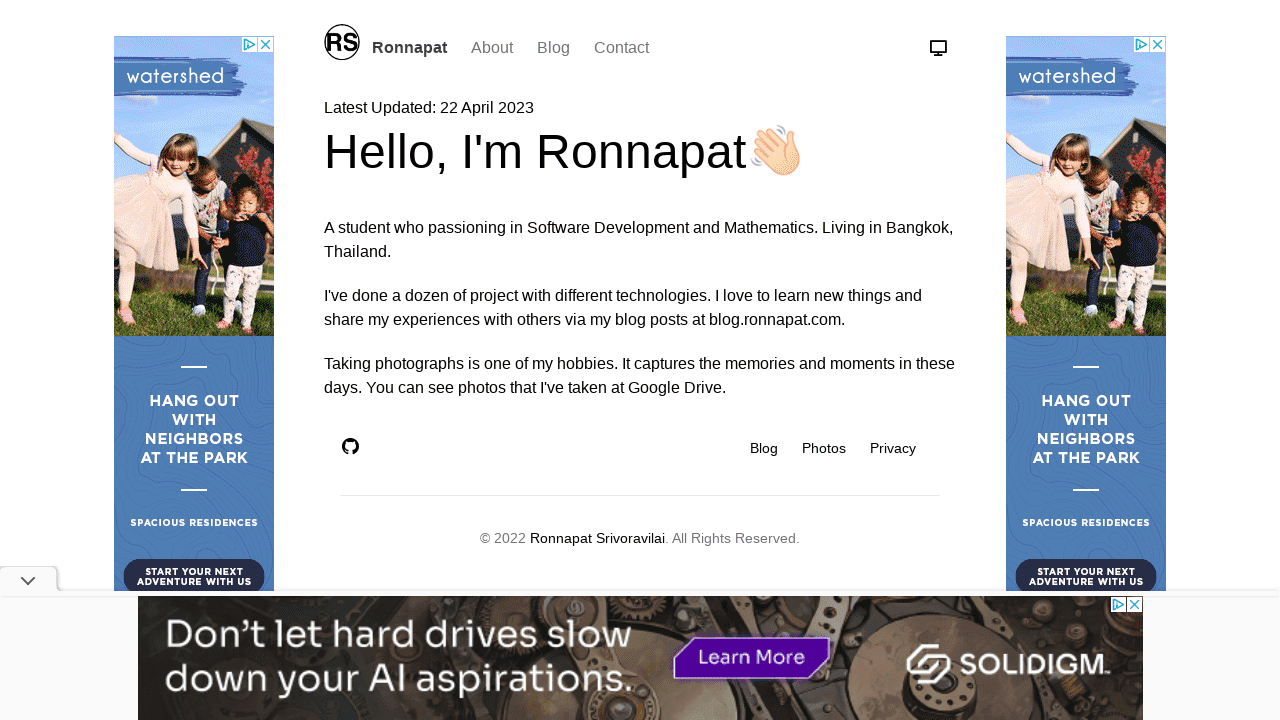 RS
Ronnapat About Blog Contact
Latest Updated: 22 April 2023
Hello, I'm Ronnapat👋🏻
A student who passioning in Software Development and Mathematics. Living in Bangkok,
Thailand.
I've done a dozen of project with different technologies. I love to learn new things and
share my experiences with others via my blog posts at blog.ronnapat.com.
Taking photographs is one of my hobbies. It captures the memories and moments in these
days. You can see photos that I've taken at Google Drive.
Blog Photos Privacy
© 2022 Ronnapat Srivoravilai. All Rights Reserved.
watershed
HANG OUT
WITH
NEIGHBORS
AT THE PARK
SPACIOUS RESIDENCES
START YOUR NEXT
ADVENTURE WITH US
watershed
HANG OUT
WITH
NEIGHBORS
AT THE PARK
SPACIOUS RESIDENCES
START YOUR NEXT
ADVENTURE WITH US
Don't let hard drives slow
down your AI aspirations.
Learn More
SOLIDIGM